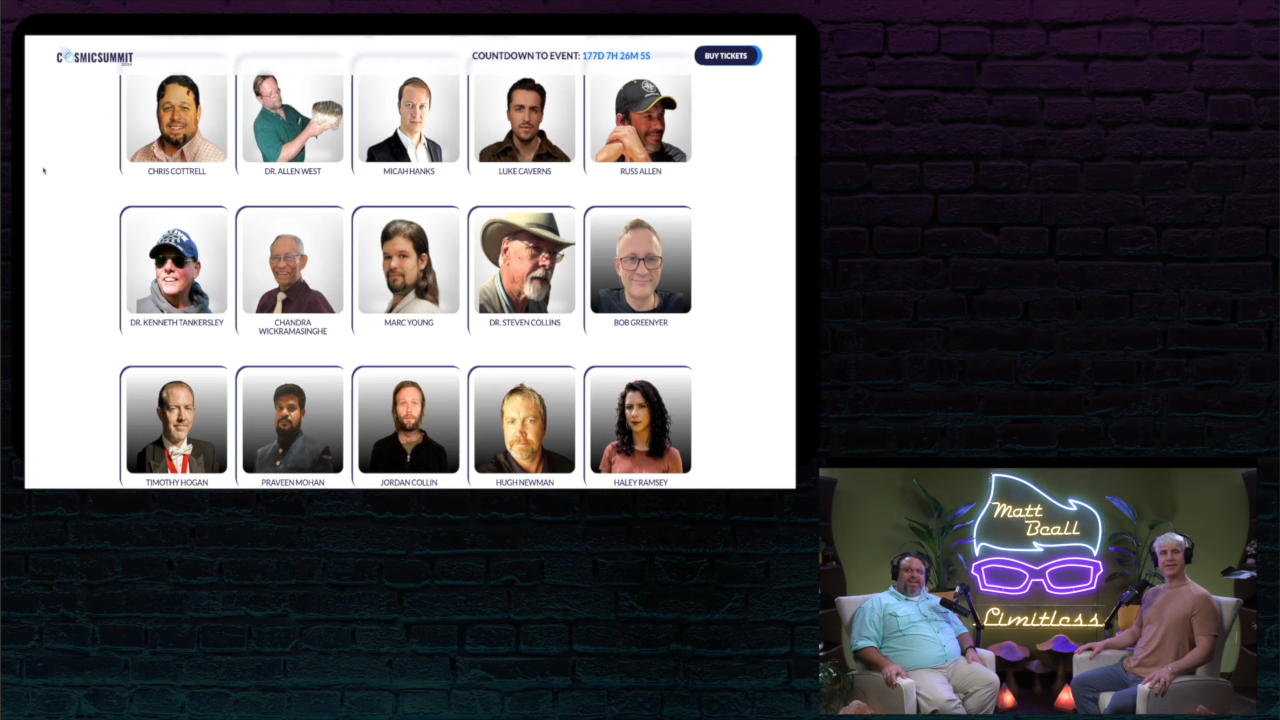 COSMICSUMMIT
COUNTDOWN TO EVENT: 177D 7H 26M 5S
BUY TICKETS
CHRIS COTTRELL
DR. ALLEN WEST
MICAH HANKS
LUKE CAVERNS
RUSS ALLEN
DR. KENNETH TANKERSLEY
CHANDRA
WICKRAMASINGHE
MARC YOUNG
DR. STEVEN COLLINS
BOB GREENYER
TIMOTHY HOGAN
PRAVEEN MOHAN
JORDAN COLLIN
HUGH NEWMAN
HALEY RAMSEY
Matt
Beall
Limitless